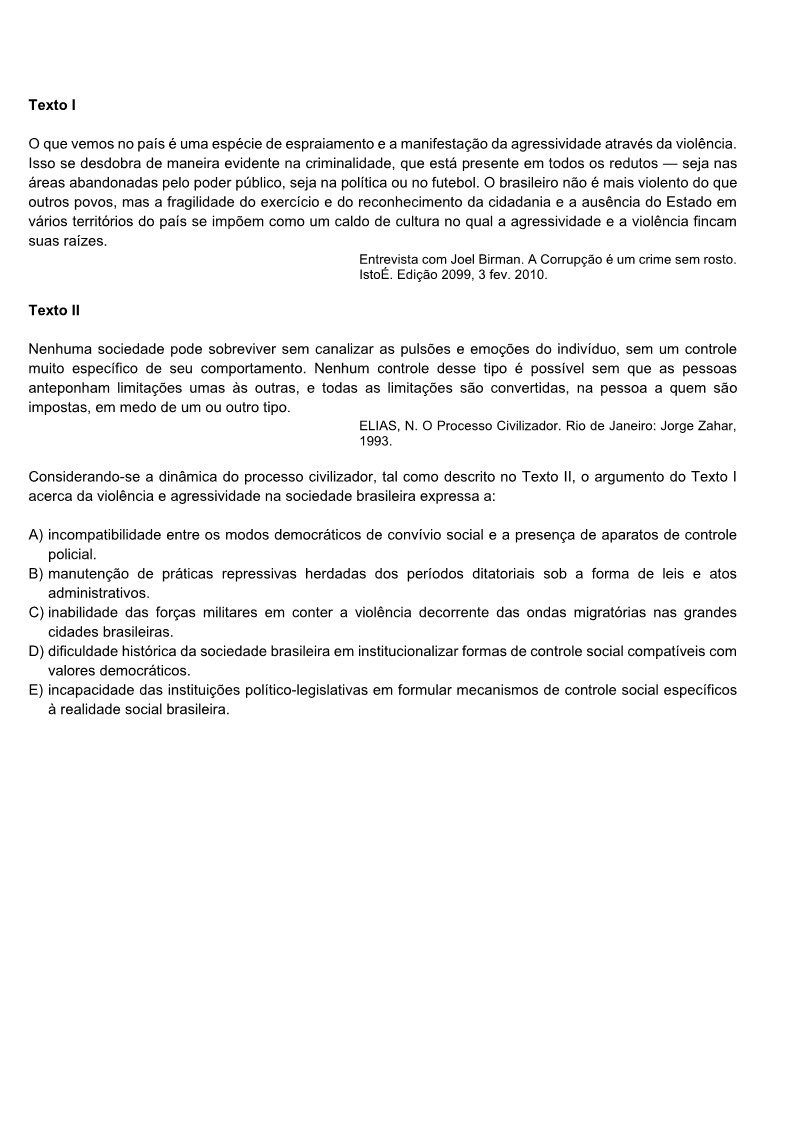 Texto I
O que vemos no país é uma espécie de espraiamento e a manifestação da agressividade através da violência.
Isso se desdobra de maneira evidente na criminalidade, que está presente em todos os redutos — seja nas
áreas abandonadas pelo poder público, seja na política ou no futebol. O brasileiro não é mais violento do que
outros povos, mas a fragilidade do exercício e do reconhecimento da cidadania e a ausência do Estado em
vários territórios do país se impõem como um caldo de cultura no qual a agressividade e a violência fincam
suas raízes.
Entrevista com Joel Birman. A Corrupção é um crime sem rosto.
IstoÉ. Edição 2099, 3 fev. 2010.
Texto II
Nenhuma sociedade pode sobreviver sem canalizar as pulsões e emoções do indivíduo, sem um controle
muito específico de seu comportamento. Nenhum controle desse tipo é possível sem que as pessoas
anteponham limitações umas às outras, e todas as limitações são convertidas, na pessoa a quem são
impostas, em medo de um ou outro tipo.
ELIAS, N. O Processo Civilizador. Rio de Janeiro: Jorge Zahar,
1993.
Considerando-se a dinâmica do processo civilizador, tal como descrito no Texto II, o argumento do Texto I
acerca da violência e agressividade na sociedade brasileira expressa a:
A) incompatibilidade entre os modos democráticos de convívio social e a presença de aparatos de controle
policial.
B) manutenção de práticas repressivas herdadas dos períodos ditatoriais sob a forma de leis e atos
administrativos.
C) inabilidade das forças militares em conter a violência decorrente das ondas migratórias nas grandes
cidades brasileiras.
D) dificuldade histórica da sociedade brasileira em institucionalizar formas de controle social compatíveis com
valores democráticos.
E) incapacidade das instituições político-legislativas em formular mecanismos de controle social específicos
à realidade social brasileira.